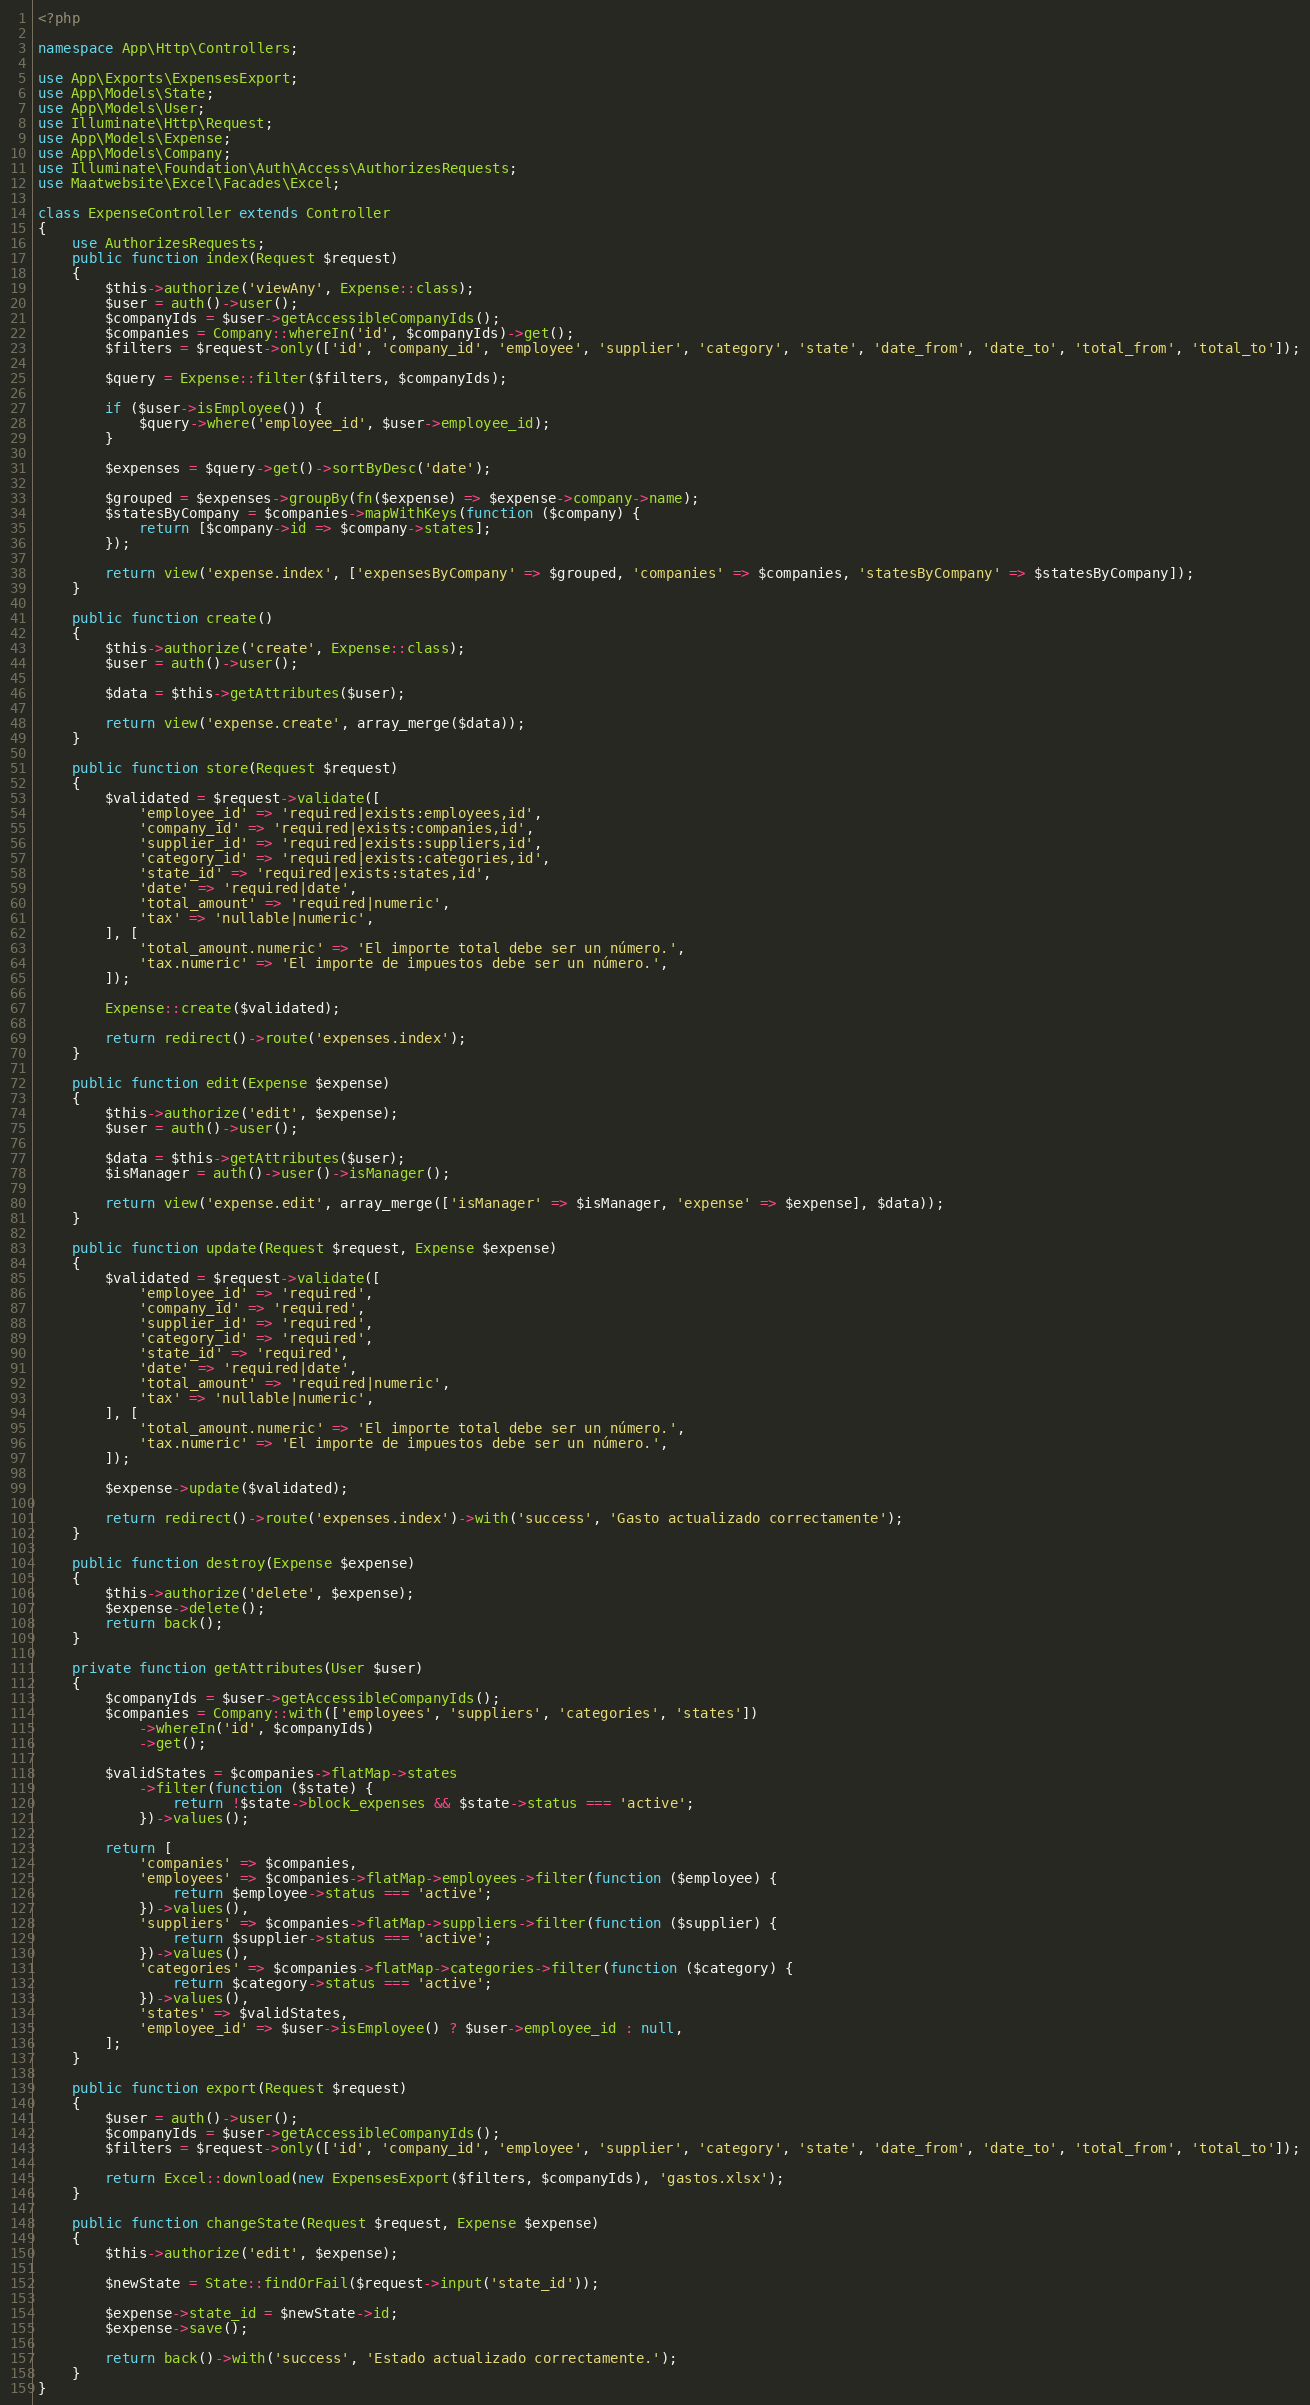 1 <?php
2
3 namespace App\Http\Controllers;
4
5 use App\Exports\ExpensesExport;
6 use App\Models\State;
7 use App\Models\User;
8 use Illuminate\Http\Request;
9 use App\Models\Expense;
10 use App\Models\Company;
11 use Illuminate\Foundation\Auth\Access\AuthorizesRequests;
12 use Maatwebsite\Excel\Facades\Excel;
13
14 class ExpenseController extends Controller
15 {
16     use AuthorizesRequests;
17     public function index(Request $request)
18     {
19         $this->authorize('viewAny', Expense::class);
20         $user = auth()->user();
21         $companyIds = $user->getAccessibleCompanyIds();
22         $companies = Company::whereIn('id', $companyIds)->get();
23         $filters = $request->only(['id', 'company_id', 'employee', 'supplier', 'category', 'state', 'date_from', 'date_to', 'total_from', 'total_to']);
24
25         $query = Expense::filter($filters, $companyIds);
26
27         if ($user->isEmployee()) {
28             $query->where('employee_id', $user->employee_id);
29         }
30
31         $expenses = $query->get()->sortByDesc('date');
32
33         $grouped = $expenses->groupBy(fn($expense) => $expense->company->name);
34         $statesByCompany = $companies->mapWithKeys(function ($company) {
35             return [$company->id => $company->states];
36         });
37
38         return view('expense.index', ['expensesByCompany' => $grouped, 'companies' => $companies, 'statesByCompany' => $statesByCompany]);
39     }
40
41     public function create()
42     {
43         $this->authorize('create', Expense::class);
44         $user = auth()->user();
45
46         $data = $this->getAttributes($user);
47
48         return view('expense.create', array_merge($data));
49     }
50
51     public function store(Request $request)
52     {
53         $validated = $request->validate([
54             'employee_id' => 'required|exists:employees,id',
55             'company_id' => 'required|exists:companies,id',
56             'supplier_id' => 'required|exists:suppliers,id',
57             'category_id' => 'required|exists:categories,id',
58             'state_id' => 'required|exists:states,id',
59             'date' => 'required|date',
60             'total_amount' => 'required|numeric',
61             'tax' => 'nullable|numeric',
62         ], [
63             'total_amount.numeric' => 'El importe total debe ser un número.',
64             'tax.numeric' => 'El importe de impuestos debe ser un número.',
65         ]);
66
67         Expense::create($validated);
68
69         return redirect()->route('expenses.index');
70     }
71
72     public function edit(Expense $expense)
73     {
74         $this->authorize('edit', $expense);
75         $user = auth()->user();
76
77         $data = $this->getAttributes($user);
78         $isManager = auth()->user()->isManager();
79
80         return view('expense.edit', array_merge(['isManager' => $isManager, 'expense' => $expense], $data));
81     }
82
83     public function update(Request $request, Expense $expense)
84     {
85         $validated = $request->validate([
86             'employee_id' => 'required',
87             'company_id' => 'required',
88             'supplier_id' => 'required',
89             'category_id' => 'required',
90             'state_id' => 'required',
91             'date' => 'required|date',
92             'total_amount' => 'required|numeric',
93             'tax' => 'nullable|numeric',
94         ], [
95             'total_amount.numeric' => 'El importe total debe ser un número.',
96             'tax.numeric' => 'El importe de impuestos debe ser un número.',
97         ]);
98
99         $expense->update($validated);
100
101         return redirect()->route('expenses.index')->with('success', 'Gasto actualizado correctamente');
102     }
103
104     public function destroy(Expense $expense)
105     {
106         $this->authorize('delete', $expense);
107         $expense->delete();
108         return back();
109     }
110
111     private function getAttributes(User $user)
112     {
113         $companyIds = $user->getAccessibleCompanyIds();
114         $companies = Company::with(['employees', 'suppliers', 'categories', 'states'])
115             ->whereIn('id', $companyIds)
116             ->get();
117
118         $validStates = $companies->flatMap->states
119             ->filter(function ($state) {
120                 return !$state->block_expenses && $state->status === 'active';
121             })->values();
122
123         return [
124             'companies' => $companies,
125             'employees' => $companies->flatMap->employees->filter(function ($employee) {
126                 return $employee->status === 'active';
127             })->values(),
128             'suppliers' => $companies->flatMap->suppliers->filter(function ($supplier) {
129                 return $supplier->status === 'active';
130             })->values(),
131             'categories' => $companies->flatMap->categories->filter(function ($category) {
132                 return $category->status === 'active';
133             })->values(),
134             'states' => $validStates,
135             'employee_id' => $user->isEmployee() ? $user->employee_id : null,
136         ];
137     }
138
139     public function export(Request $request)
140     {
141         $user = auth()->user();
142         $companyIds = $user->getAccessibleCompanyIds();
143         $filters = $request->only(['id', 'company_id', 'employee', 'supplier', 'category', 'state', 'date_from', 'date_to', 'total_from', 'total_to']);
144
145         return Excel::download(new ExpensesExport($filters, $companyIds), 'gastos.xlsx');
146     }
147
148     public function changeState(Request $request, Expense $expense)
149     {
150         $this->authorize('edit', $expense);
151
152         $newState = State::findOrFail($request->input('state_id'));
153
154         $expense->state_id = $newState->id;
155         $expense->save();
156
157         return back()->with('success', 'Estado actualizado correctamente.');
158     }
159 }